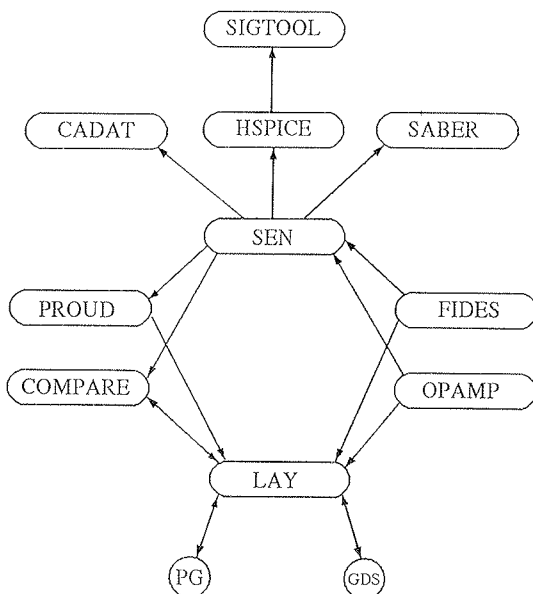 SIGTOOL
CADAT
HSPICE
SABER
SEN
PROUD
FIDES
COMPARE
OPAMP
LAY
PG
GDS